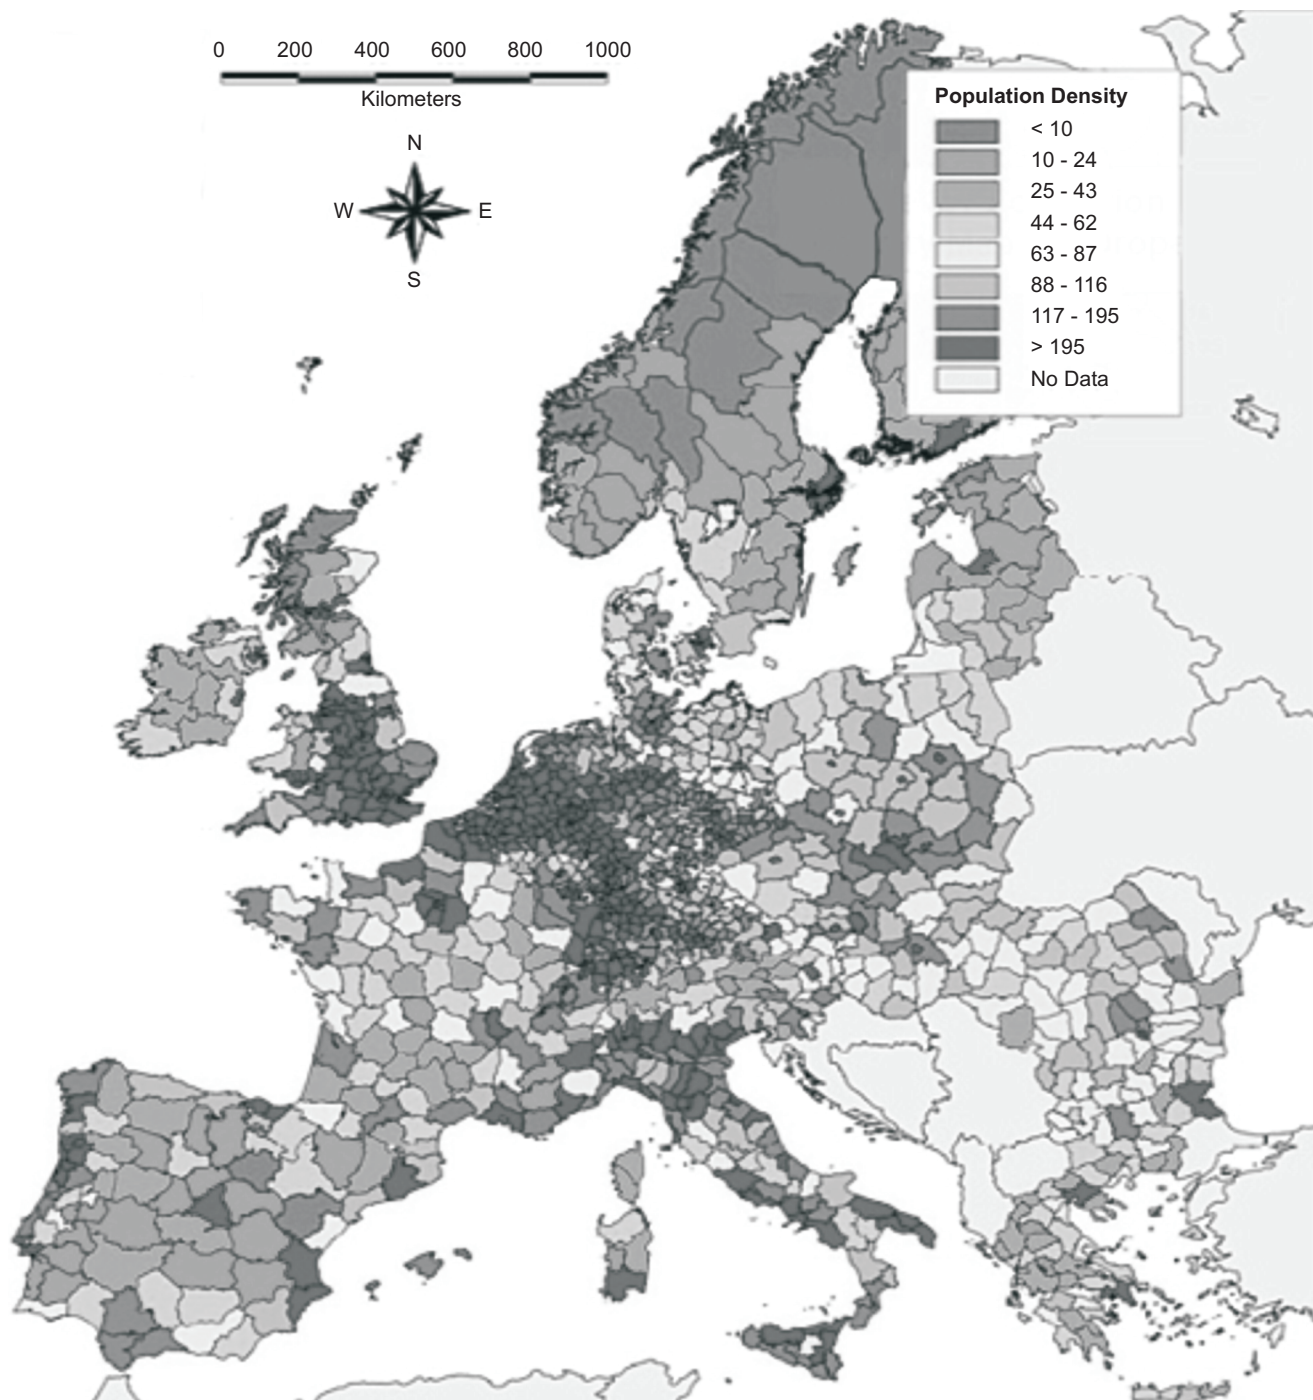 0 200 400 600 800 1000
Kilometers
N
W E
S
Population Density
< 10
10 - 24
25 - 43
44 - 62
63 - 87
88 - 116
117 - 195
> 195
No Data